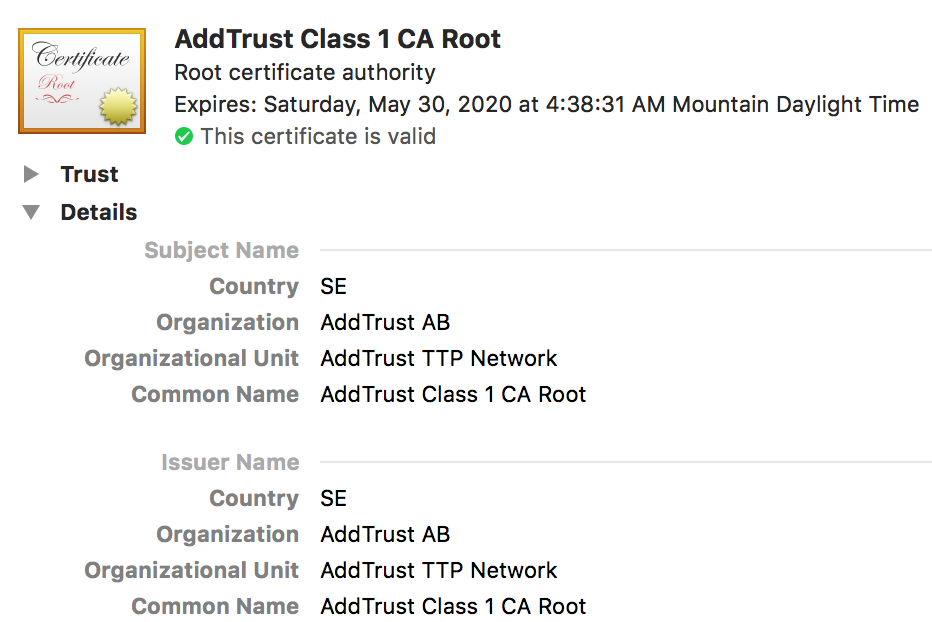 Certificate
Root
AddTrust Class 1 CA Root
Root certificate authority
Expires: Saturday, May 30, 2020 at 4:38:31 AM Mountain Daylight Time
This certificate is valid
Trust
Details
Subject Name
Country SE
Organization AddTrust AB
Organizational Unit AddTrust TTP Network
Common Name AddTrust Class 1 CA Root
Issuer Name
Country SE
Organization AddTrust AB
Organizational Unit AddTrust TTP Network
Common Name AddTrust Class 1 CA Root